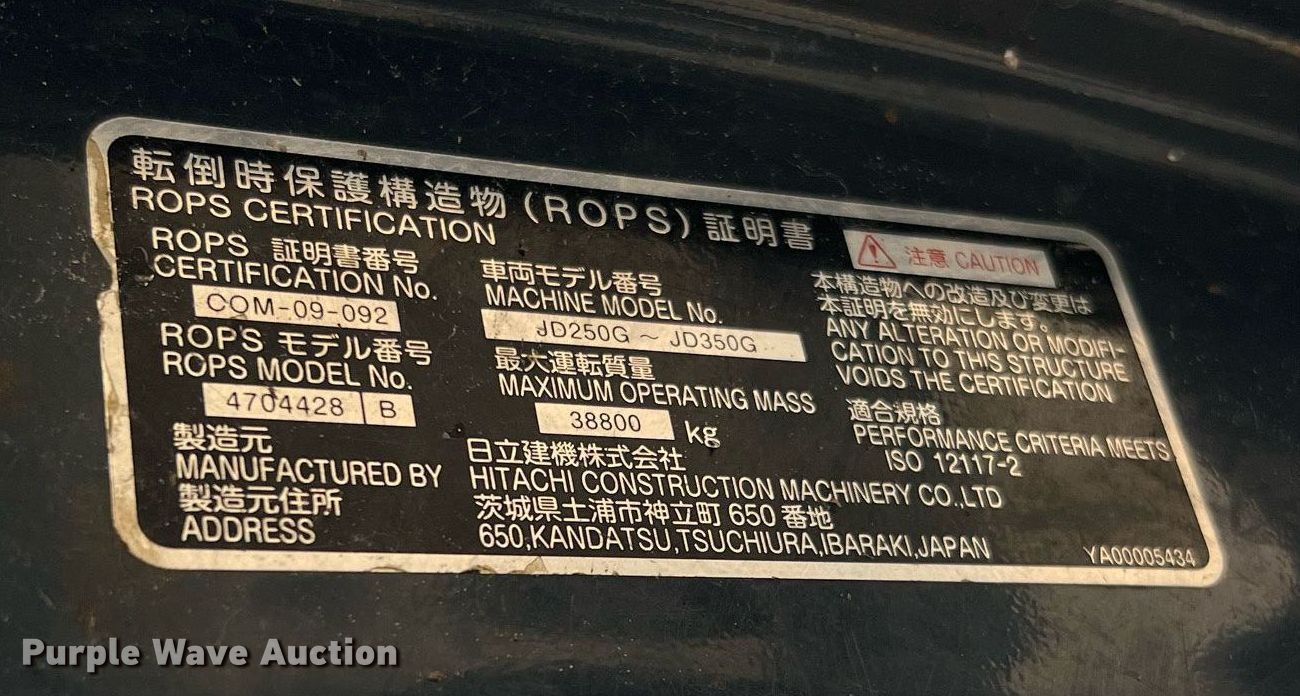 転倒時保護構造物 (ROPS) 証明書
ROPS CERTIFICATION
ROPS 証明書番号
CERTIFICATION No.
COM-09-092
ROPS モデル番号
ROPS MODEL No.
4704428 B
車両モデル番号
MACHINE MODEL No.
JD250G ~ JD350G
最大運転質量
MAXIMUM OPERATING MASS
38800 kg
注意 CAUTION
本構造物への改造及び変更は
本証明を無効にします。
ANY ALTERATION OR MODIFI-
CATION TO THIS STRUCTURE
VOIDS THE CERTIFICATION
適合規格
PERFORMANCE CRITERIA MEETS
ISO 12117-2
製造元 日立建機株式会社
MANUFACTURED BY HITACHI CONSTRUCTION MACHINERY CO.,LTD
製造元住所 茨城県土浦市神立町 650 番地
ADDRESS 650,KANDATSU,TSUCHIURA,IBARAKI,JAPAN
YA00005434
Purple Wave Auction